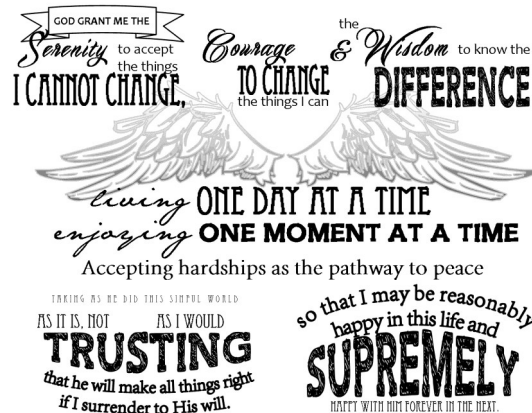 GOD GRANT ME THE
Serenity to accept the things
I CANNOT CHANGE,
Courage
TO CHANGE
the things I can
& the Wisdom to know the
DIFFERENCE
living ONE DAY AT A TIME
enjoying ONE MOMENT AT A TIME
Accepting hardships as the pathway to peace
TAKING AS HE DID THIS SINFUL WORLD
AS IT IS, NOT AS I WOULD
TRUSTING
that he will make all things right
if I surrender to His will.
so that I may be reasonably
happy in this life and
SUPREMELY
HAPPY WITH HIM FOREVER IN THE NEXT.